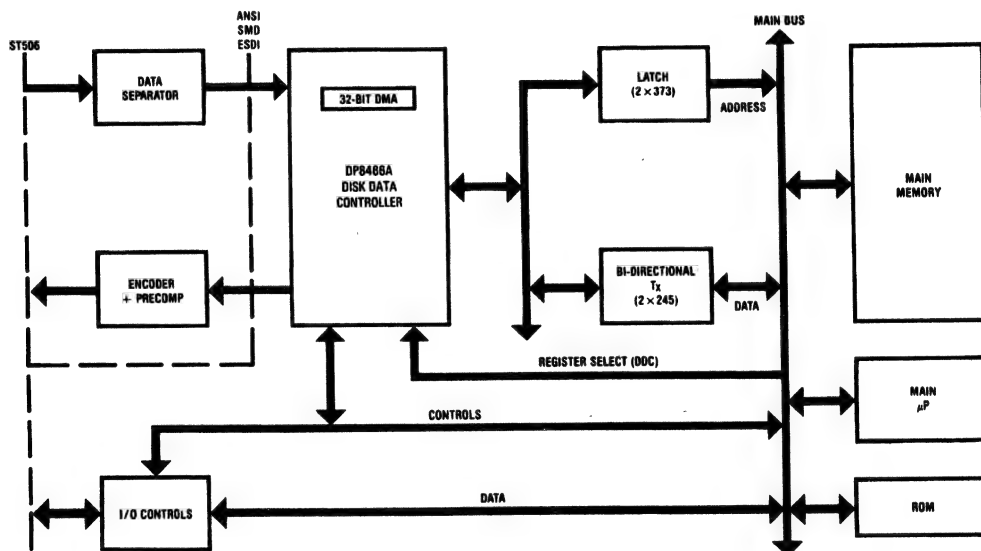 ST506
ANSI
SMD
ESDI
MAIN BUS
DATA
SEPARATOR
32-BIT DMA
DP8466A
DISK DATA
CONTROLLER
LATCH
(2 × 373)
ADDRESS
MAIN
MEMORY
ENCODER
+ PRECOMP
BI-DIRECTIONAL
TX
(2 × 245)
DATA
REGISTER SELECT (DDC)
MAIN
μP
CONTROLS
I/O CONTROLS
DATA
ROM